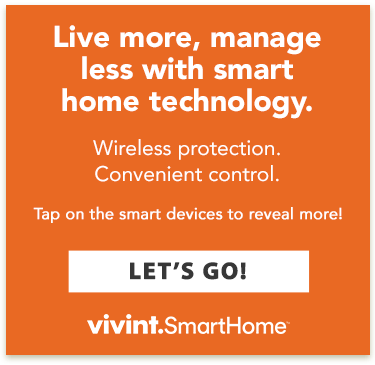 Live more, manage
less with smart
home technology.
Wireless protection.
Convenient control.
Tap on the smart devices to reveal more!
LET'S GO!
vivint.SmartHome™